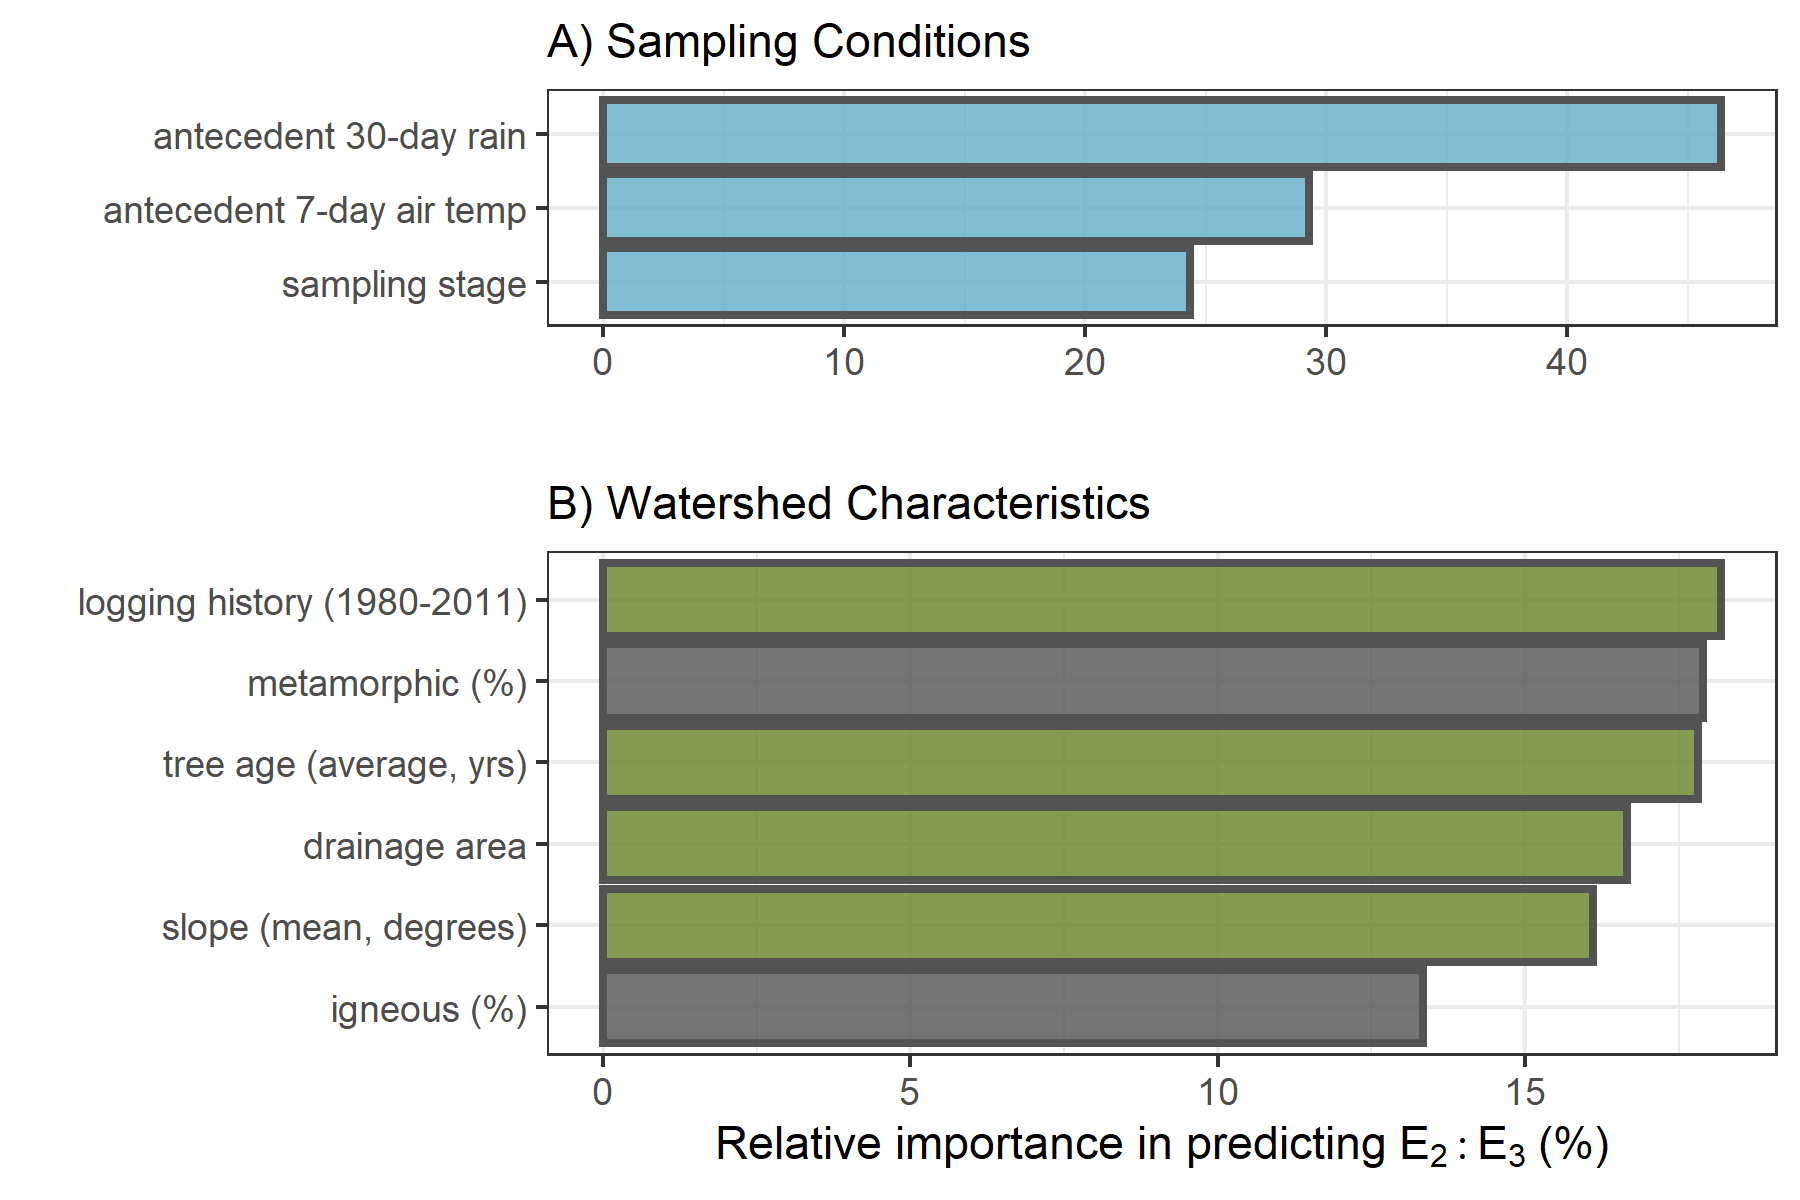 A) Sampling Conditions
antecedent 30-day rain
antecedent 7-day air temp
sampling stage
0 10 20 30 40
B) Watershed Characteristics
logging history (1980-2011)
metamorphic (%)
tree age (average, yrs)
drainage area
slope (mean, degrees)
igneous (%)
0 5 10 15
Relative importance in predicting E₂ : E₃ (%)